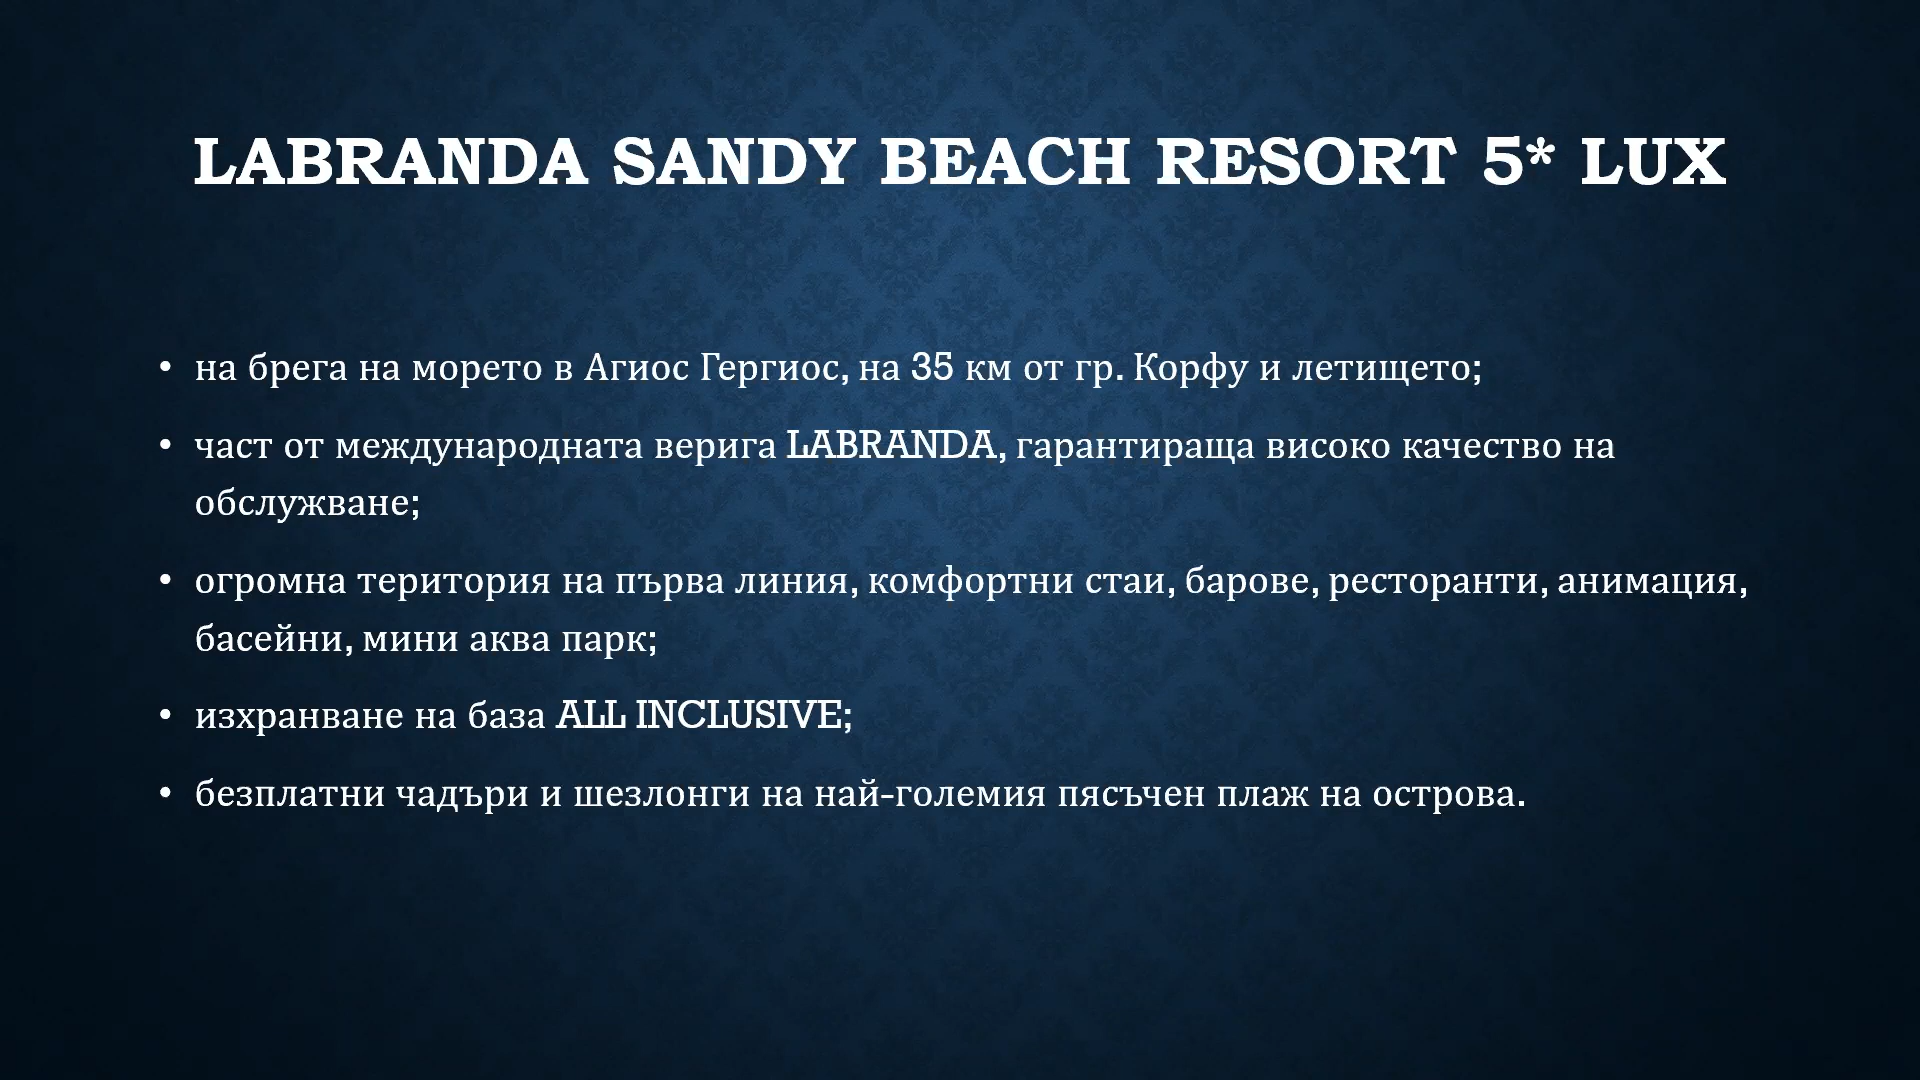 LABRANDA SANDY BEACH RESORT 5* LUX
• на брега на морето в Агиос Гергиос, на 35 км от гр. Корфу и летището;
• част от международната верига LABRANDA, гарантираща високо качество на
обслужване;
• огромна територия на първа линия, комфортни стаи, барове, ресторанти, анимация,
басейни, мини аква парк;
• изхранване на база ALL INCLUSIVE;
• безплатни чадъри и шезлонги на най-големия пясъчен плаж на острова.